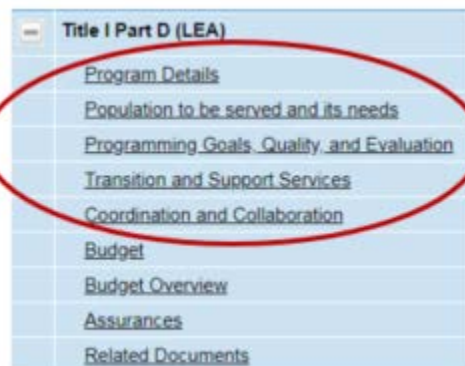 Title I Part D (LEA)
Program Details
Population to be served and its needs
Programming Goals, Quality, and Evaluation
Transition and Support Services
Coordination and Collaboration
Budget
Budget Overview
Assurances
Related Documents